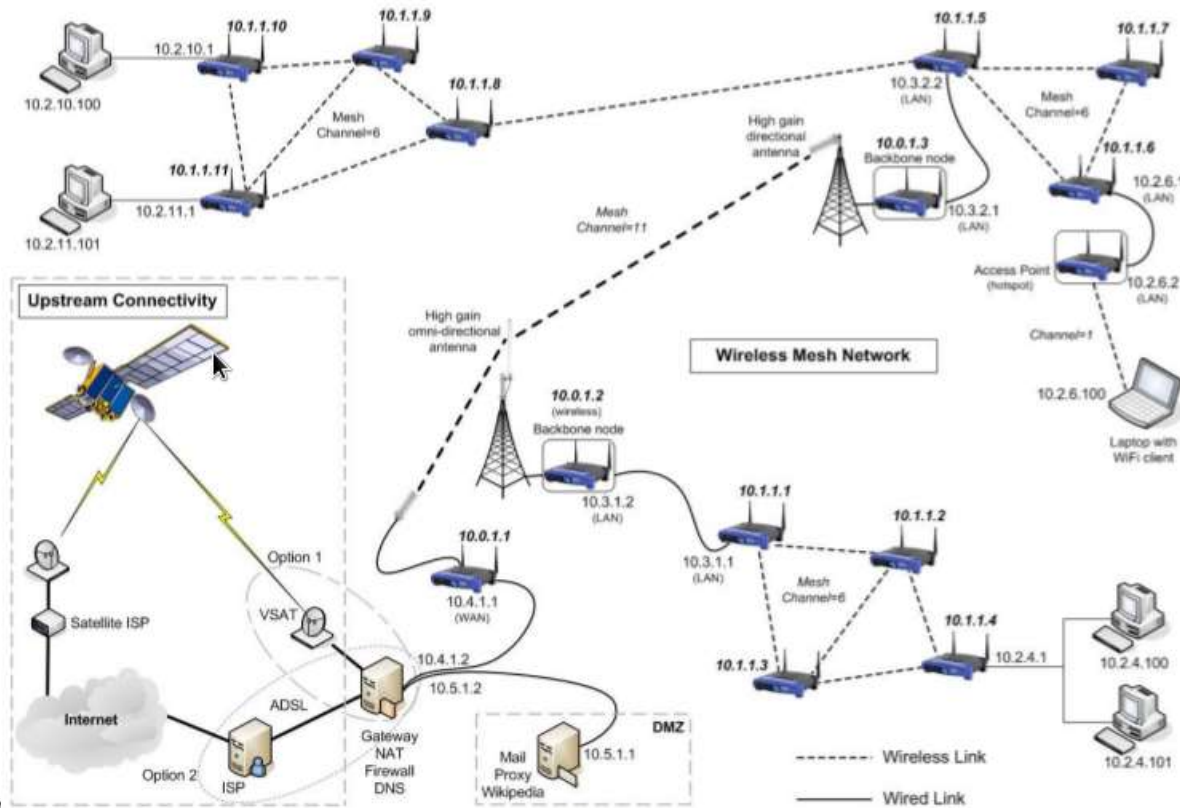 10.1.1.10
10.1.1.9
10.1.1.5
10.1.1.7
10.2.10.1
10.2.10.100
10.1.1.8
10.3.2.2
(LAN)
Mesh
Channel=6
Mesh
Channel=6
High gain
directional
antenna
10.0.1.3
Backbone node
10.1.1.6
10.1.1.11
10.2.6.1
(LAN)
10.2.11.1
10.2.11.101
Mesh
Channel=11
10.3.2.1
(LAN)
Access Point
(hotspot)
10.2.6.2
(LAN)
Upstream Connectivity
High gain
omni-directional
antenna
Wireless Mesh Network
Channel=1
10.2.6.100
10.0.1.2
(wireless)
Backbone node
Laptop with
WiFi client
10.3.1.2
(LAN)
10.1.1.1
10.1.1.2
10.0.1.1
Option 1
10.3.1.1
(LAN)
Mesh
Channel=6
10.4.1.1
(WAN)
VSAT
Satellite ISP
10.1.1.4
10.2.4.1
10.1.1.3
10.2.4.100
10.4.1.2
10.5.1.2
ADSL
Internet
Gateway
NAT
Firewall
DNS
DMZ
10.5.1.1
Mail
Proxy
Wikipedia
Option 2
ISP
Wireless Link
10.2.4.101
Wired Link